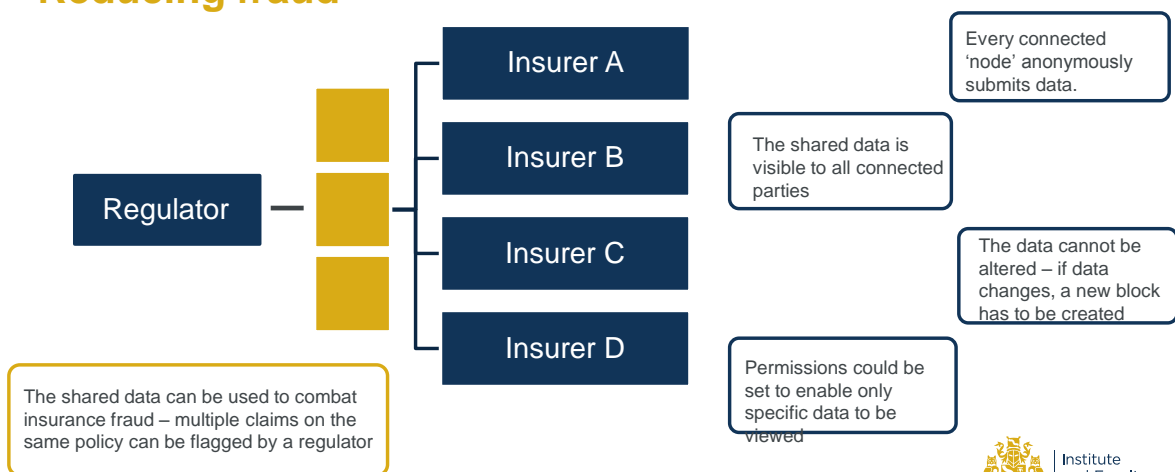 Reducing fraud
Insurer A
Insurer B
Regulator
Insurer C
Insurer D
Every connected
‘node’ anonymously
submits data.
The shared data is
visible to all connected
parties
The data cannot be
altered – if data
changes, a new block
has to be created
Permissions could be
set to enable only
specific data to be
viewed
The shared data can be used to combat
insurance fraud – multiple claims on the
same policy can be flagged by a regulator
Institute